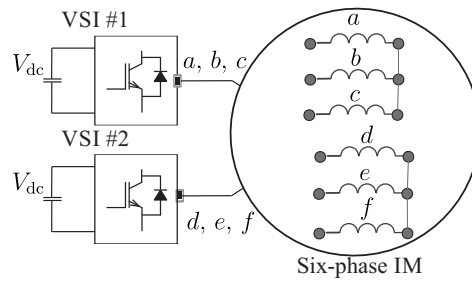 VSI #1
V_dc
a, b, c
VSI #2
V_dc
d, e, f
a
b
c
d
e
f
Six-phase IM